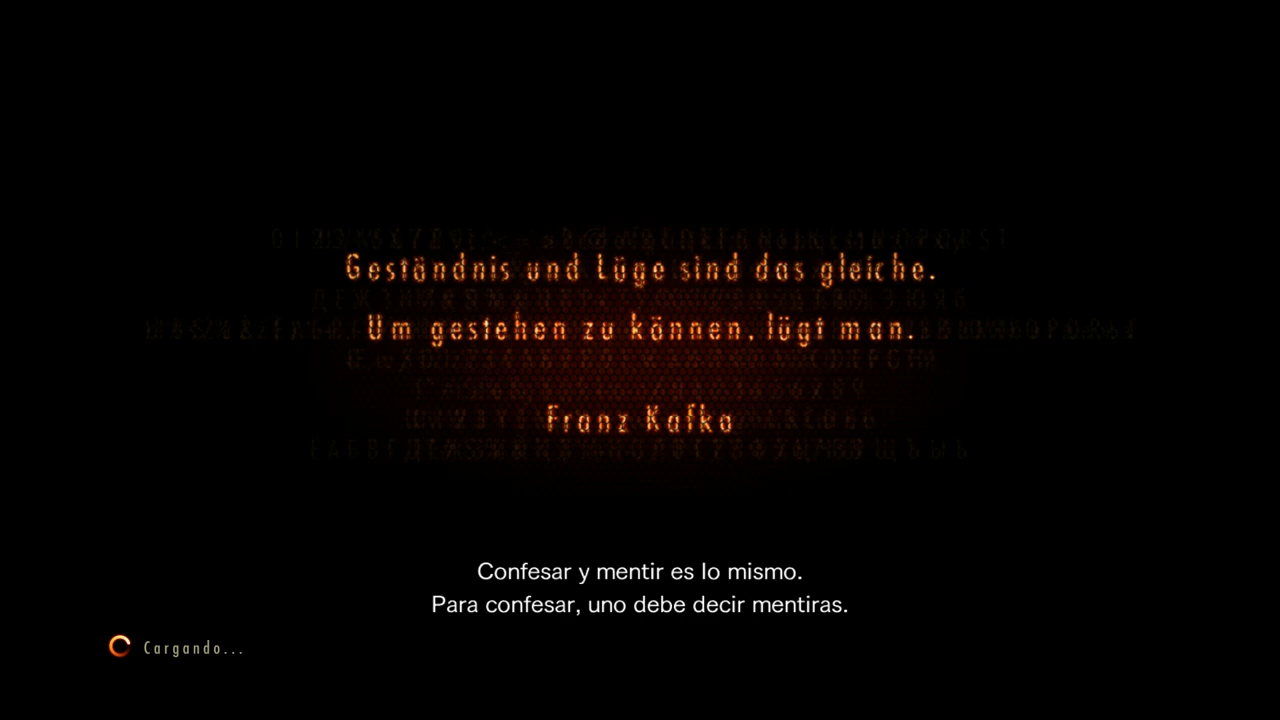 Geständnis und Lüge sind das gleiche.
Um gestehen zu kännen, lügt man.
Franz Kafka
Confesar y mentir es lo mismo.
Para confesar, uno debe decir mentiras.
Cargando...